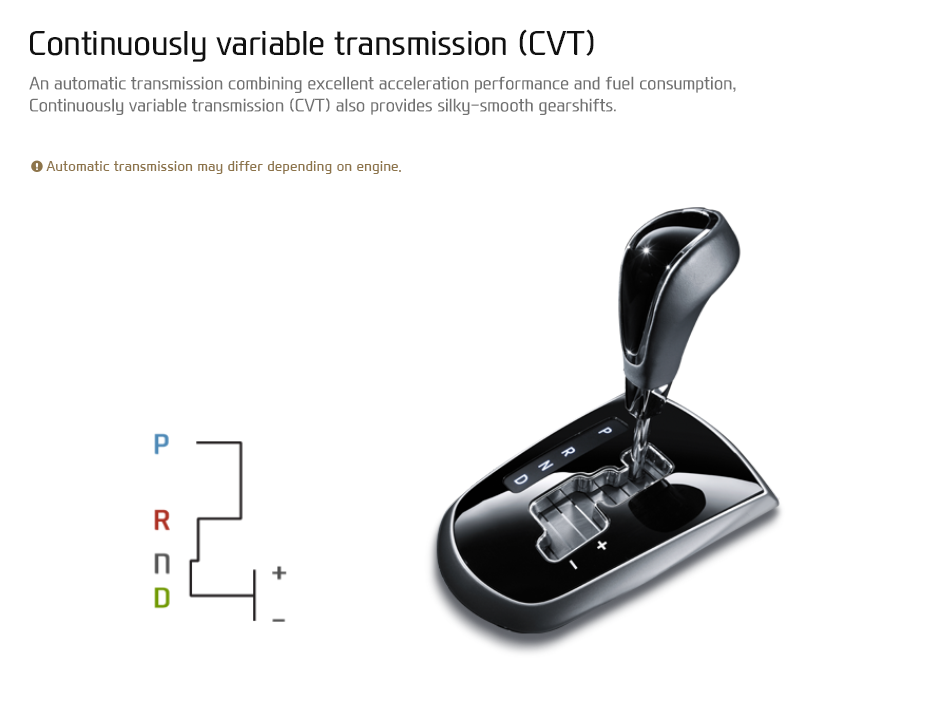 Continuously variable transmission (CVT)
An automatic transmission combining excellent acceleration performance and fuel consumption,
Continuously variable transmission (CVT) also provides silky-smooth gearshifts.
Automatic transmission may differ depending on engine.
P
R
N
D
+
–
P
R
N
D
+
–